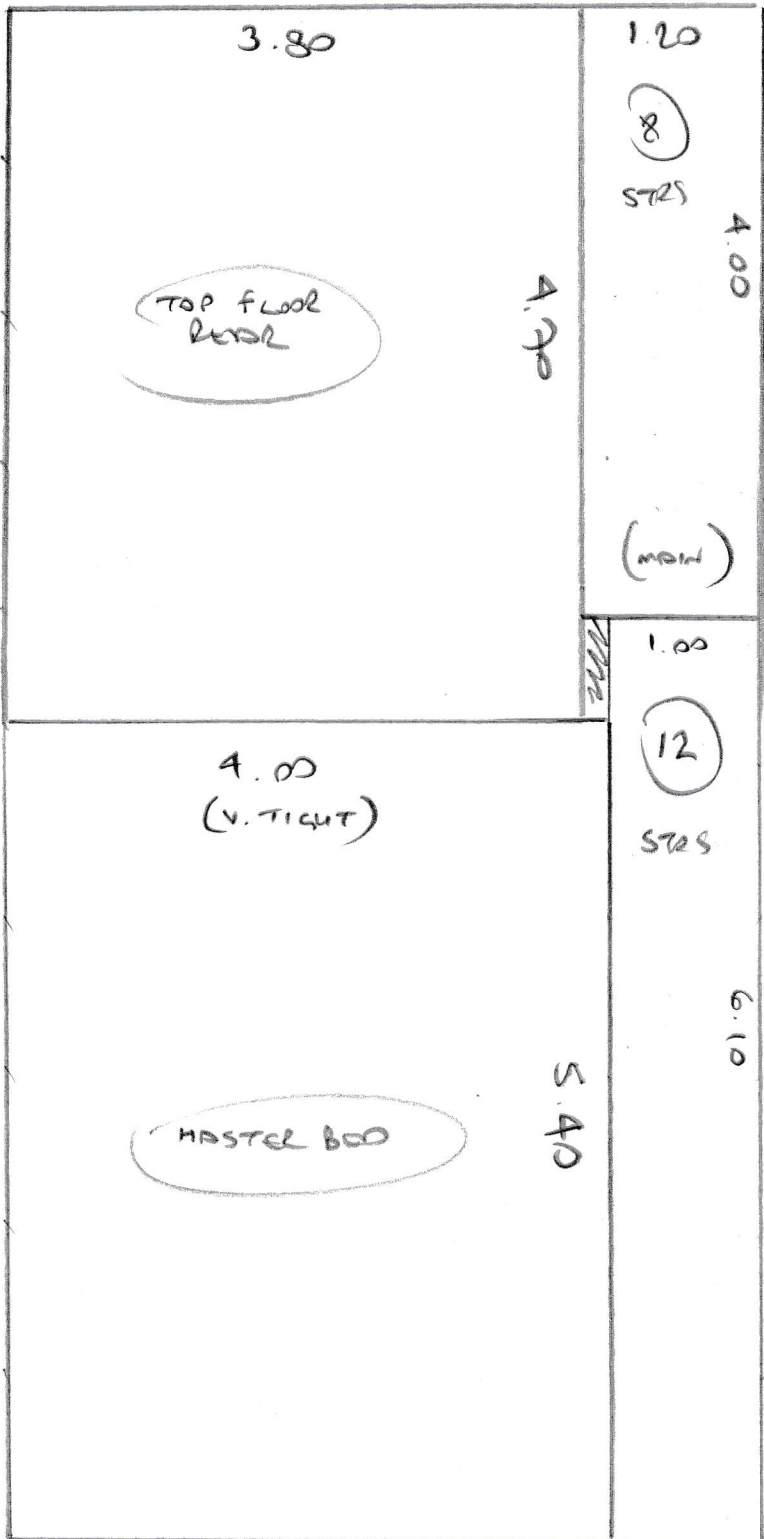 3.80
1.20
8
STRS
4.00
TOP FLOOR
REAR
4.70
(MAIN)
1.00
12
STRS
4.00
(V. TIGHT)
6.10
5.40
MASTER BED